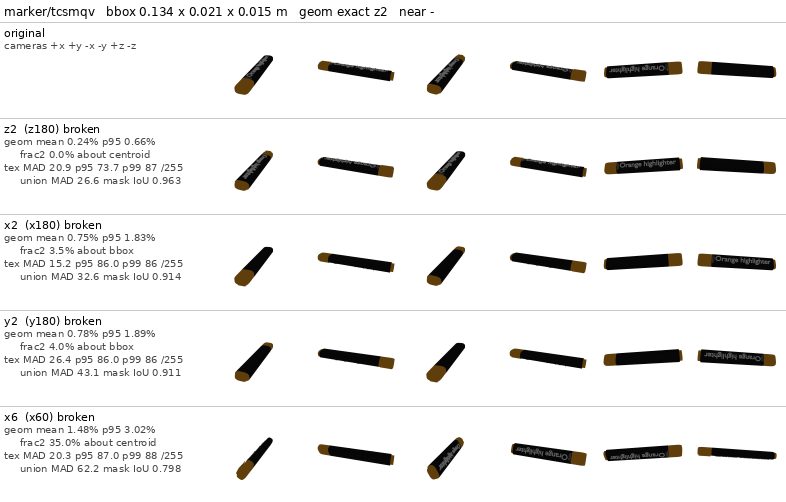 marker/tcsmqv bbox 0.134 x 0.021 x 0.015 m geom exact z2 near -
original
cameras +x +y -x -y +z -z
Orange highlighter
z2 (z180) broken
geom mean 0.24% p95 0.66%
frac2 0.0% about centroid
tex MAD 20.9 p95 73.7 p99 87 /255
union MAD 26.6 mask IoU 0.963
Orange highlighter
x2 (x180) broken
geom mean 0.75% p95 1.83%
frac2 3.5% about bbox
tex MAD 15.2 p95 86.0 p99 86 /255
union MAD 32.6 mask IoU 0.914
Orange highlighter
y2 (y180) broken
geom mean 0.78% p95 1.89%
frac2 4.0% about bbox
tex MAD 26.4 p95 86.0 p99 86 /255
union MAD 43.1 mask IoU 0.911
Orange highlighter
x6 (x60) broken
geom mean 1.48% p95 3.02%
frac2 35.0% about centroid
tex MAD 20.3 p95 87.0 p99 88 /255
union MAD 62.2 mask IoU 0.798
Orange highlighter
Orange highlighter